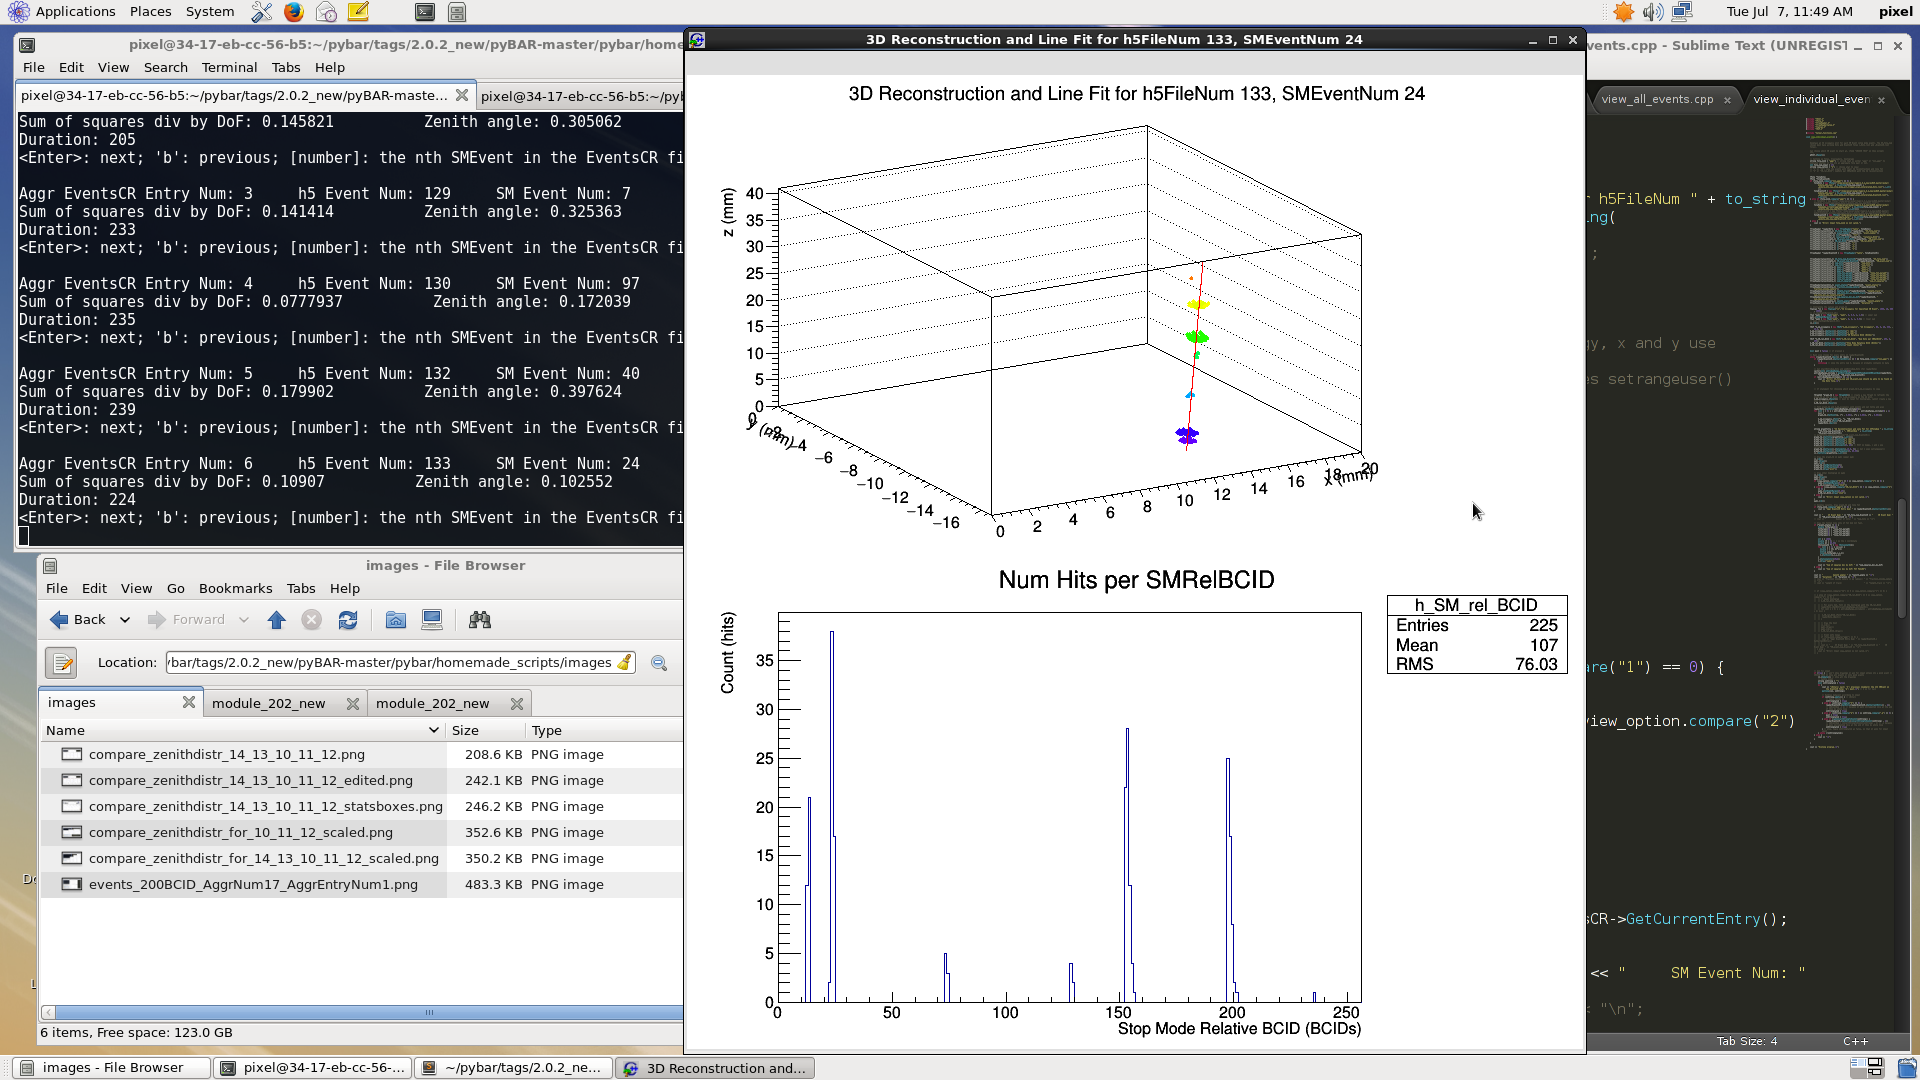 Applications Places System
Tue Jul 7, 11:49 AM pixel
pixel@34-17-eb-cc-56-b5:~/pybar/tags/2.0.2_new/pyBAR-master/pybar/home
File Edit View Search Terminal Tabs Help
pixel@34-17-eb-cc-56-b5:~/pybar/tags/2.0.2_new/pyBAR-maste...
pixel@34-17-eb-cc-56-b5:~/pyb
Sum of squares div by DoF: 0.145821 Zenith angle: 0.305062
Duration: 205
<Enter>: next; 'b': previous; [number]: the nth SMEvent in the EventsCR fi
Aggr EventsCR Entry Num: 3 h5 Event Num: 129 SM Event Num: 7
Sum of squares div by DoF: 0.141414 Zenith angle: 0.325363
Duration: 233
<Enter>: next; 'b': previous; [number]: the nth SMEvent in the EventsCR fi
Aggr EventsCR Entry Num: 4 h5 Event Num: 130 SM Event Num: 97
Sum of squares div by DoF: 0.0777937 Zenith angle: 0.172039
Duration: 235
<Enter>: next; 'b': previous; [number]: the nth SMEvent in the EventsCR fi
Aggr EventsCR Entry Num: 5 h5 Event Num: 132 SM Event Num: 40
Sum of squares div by DoF: 0.179902 Zenith angle: 0.397624
Duration: 239
<Enter>: next; 'b': previous; [number]: the nth SMEvent in the EventsCR fi
Aggr EventsCR Entry Num: 6 h5 Event Num: 133 SM Event Num: 24
Sum of squares div by DoF: 0.10907 Zenith angle: 0.102552
Duration: 224
<Enter>: next; 'b': previous; [number]: the nth SMEvent in the EventsCR fi
images - File Browser
File Edit View Go Bookmarks Tabs Help
Back Forward
Location: /bar/tags/2.0.2_new/pyBAR-master/pybar/homemade_scripts/images
images module_202_new module_202_new
Name Size Type
compare_zenithdistr_14_13_10_11_12.png 208.6 KB PNG image
compare_zenithdistr_14_13_10_11_12_edited.png 242.1 KB PNG image
compare_zenithdistr_14_13_10_11_12_statsboxes.png 246.2 KB PNG image
compare_zenithdistr_for_10_11_12_scaled.png 352.6 KB PNG image
compare_zenithdistr_for_14_13_10_11_12_scaled.png 350.2 KB PNG image
events_200BCID_AggrNum17_AggrEntryNum1.png 483.3 KB PNG image
6 items, Free space: 123.0 GB
3D Reconstruction and Line Fit for h5FileNum 133, SMEventNum 24
3D Reconstruction and Line Fit for h5FileNum 133, SMEventNum 24
z (mm)
40
35
30
25
20
15
10
5
0
y (mm)
0 −4 −6 −8 −10 −12 −14 −16
0 2 4 6 8 10 12 14 16 18 20
x (mm)
Num Hits per SMRelBCID
Count (hits)
35
30
25
20
15
10
5
0
0 50 100 150 200 250
Stop Mode Relative BCID (BCIDs)
h_SM_rel_BCID
Entries 225
Mean 107
RMS 76.03
vents.cpp - Sublime Text (UNREGIST
view_all_events.cpp view_individual_even
h5FileNum " + to_string
ng(
;
gy, x and y use
es setrangeuser()
are("1") == 0) {
view_option.compare("2")
sCR->GetCurrentEntry();
<< " SM Event Num: "
"\n";
Tab Size: 4 C++
images - File Browser
pixel@34-17-eb-cc-56-...
~/pybar/tags/2.0.2_ne...
3D Reconstruction and...